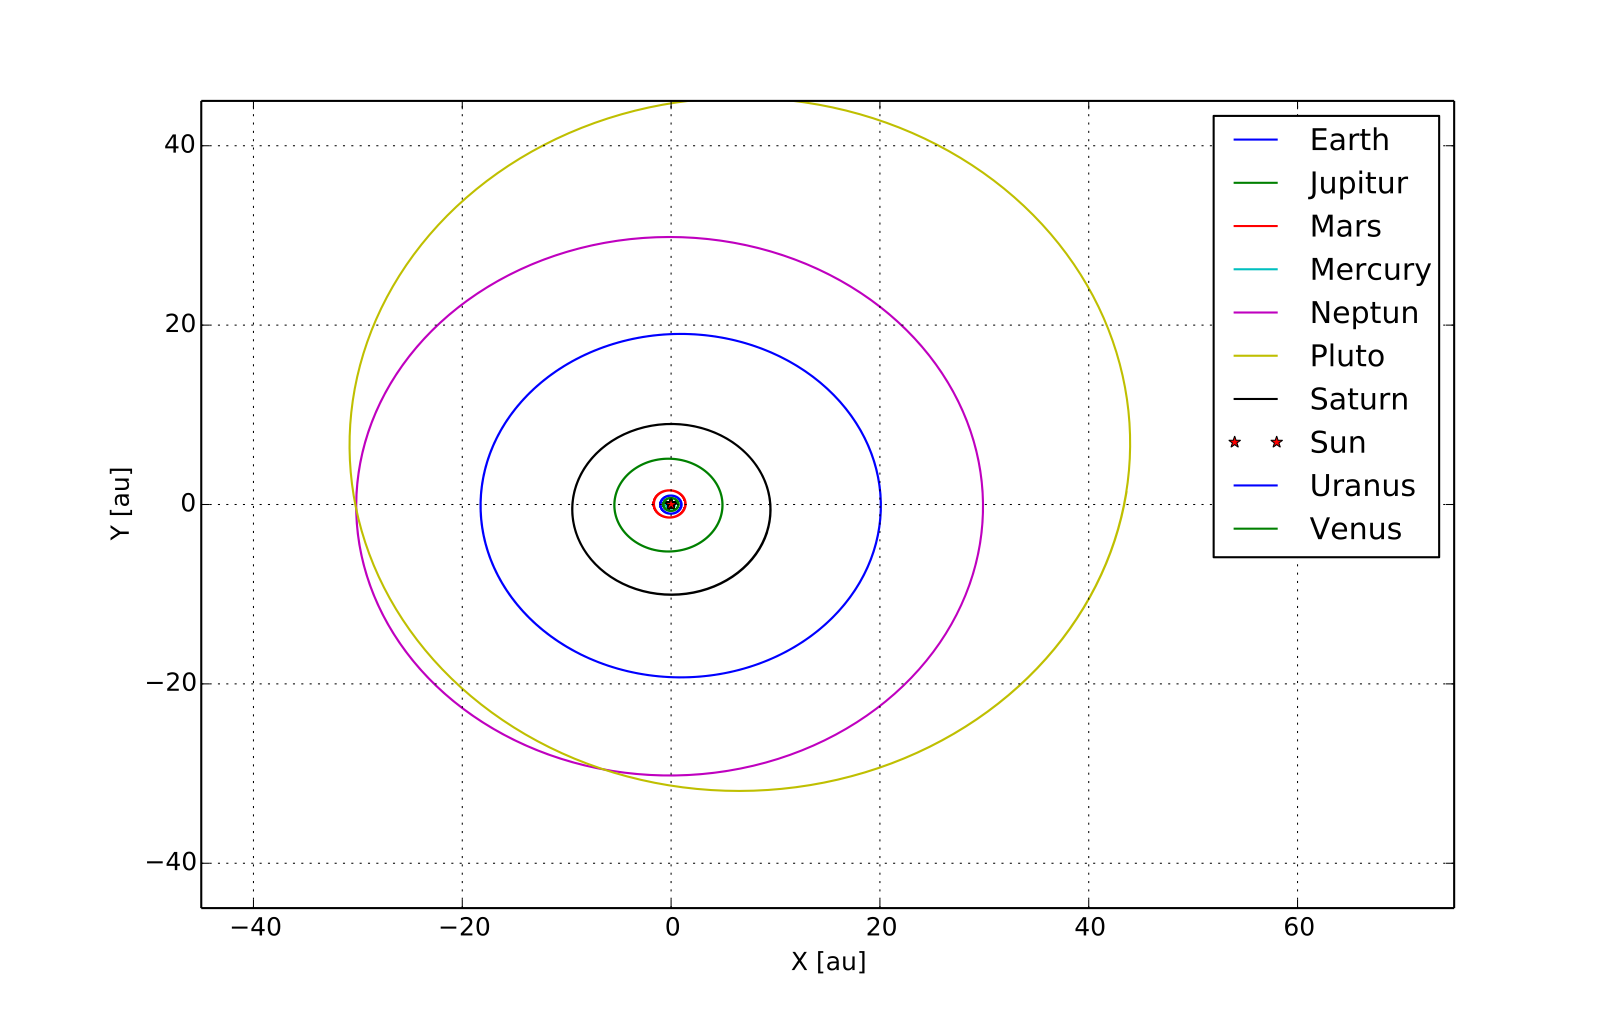 40
20
0
−20
−40
Y [au]
−40
−20
0
20
40
60
X [au]
Earth
Jupitur
Mars
Mercury
Neptun
Pluto
Saturn
Sun
Uranus
Venus